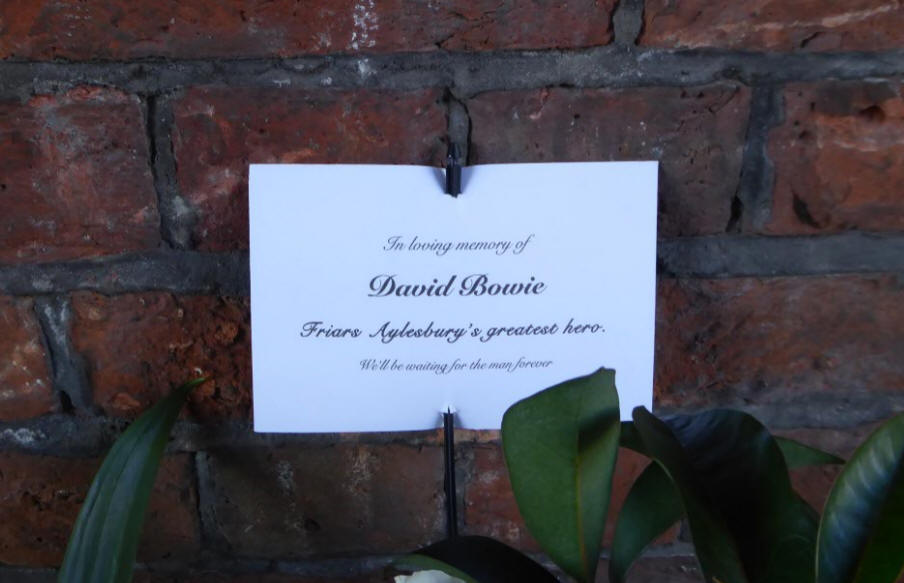 In loving memory of
David Bowie
Friars Aylesbury's greatest hero.
We'll be waiting for the man forever